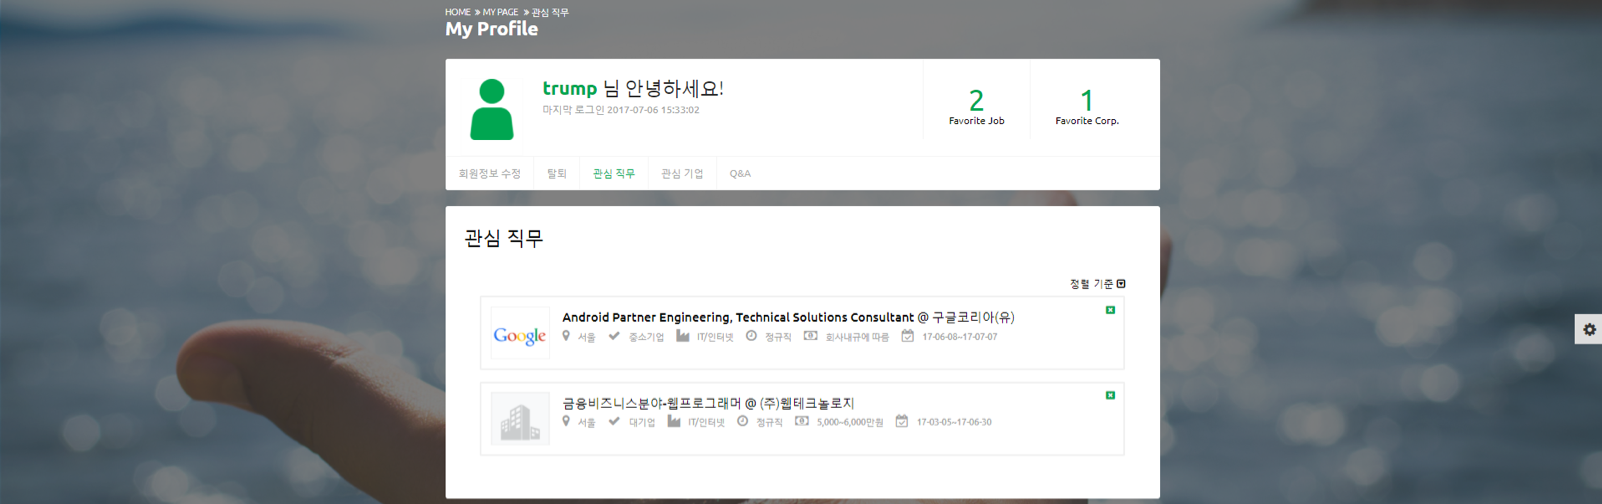 HOME » MY PAGE » 관심 직무
My Profile
trump 님 안녕하세요!
마지막 로그인 2017-07-06 15:33:02
2
Favorite Job
1
Favorite Corp.
회원정보 수정 탈퇴 관심 직무 관심 기업 Q&A
관심 직무
정렬 기준
Google
Android Partner Engineering, Technical Solutions Consultant @ 구글코리아(유)
서울 중소기업 IT/인터넷 정규직 회사내규에 따름 17-06-08~17-07-07
금융비즈니스분야-웹프로그래머 @ (주)웹테크놀로지
서울 대기업 IT/인터넷 정규직 5,000~6,000만원 17-03-05~17-06-30